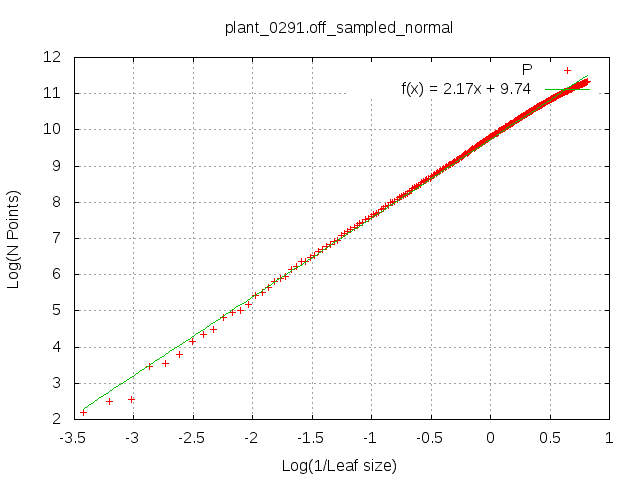 plant_0291.off_sampled_normal
12
11
10
9
8
7
6
5
4
3
2
Log(N Points)
P
f(x) = 2.17x + 9.74
-3.5 -3 -2.5 -2 -1.5 -1 -0.5 0 0.5 1
Log(1/Leaf size)